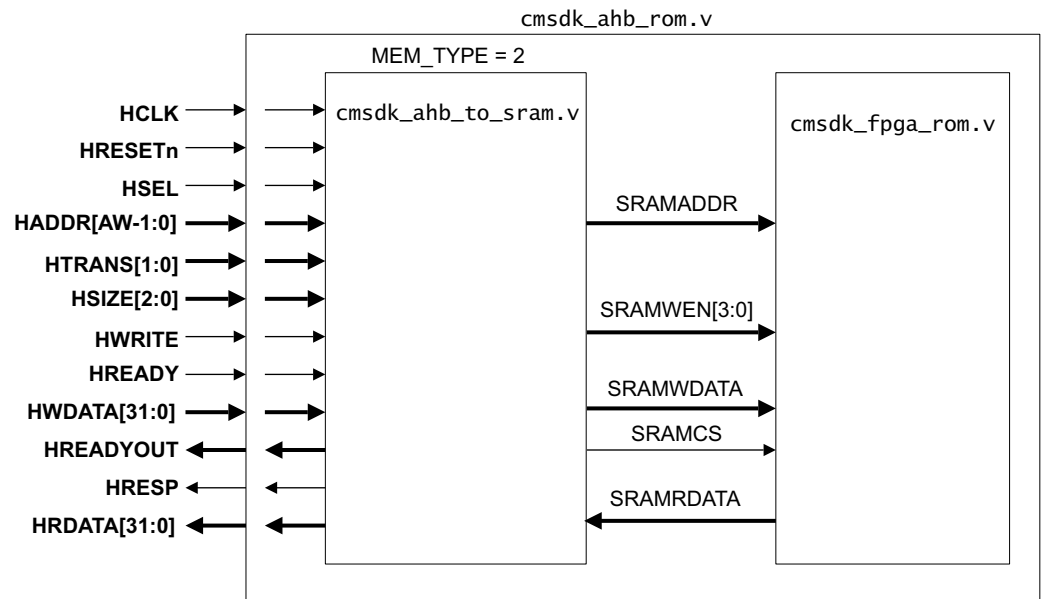 cmsdk_ahb_rom.v
MEM_TYPE = 2
cmsdk_ahb_to_sram.v
cmsdk_fpga_rom.v
HCLK
HRESETn
HSEL
HADDR[AW-1:0]
HTRANS[1:0]
HSIZE[2:0]
HWRITE
HREADY
HWDATA[31:0]
HREADYOUT
HRESP
HRDATA[31:0]
SRAMADDR
SRAMWEN[3:0]
SRAMWDATA
SRAMCS
SRAMRDATA